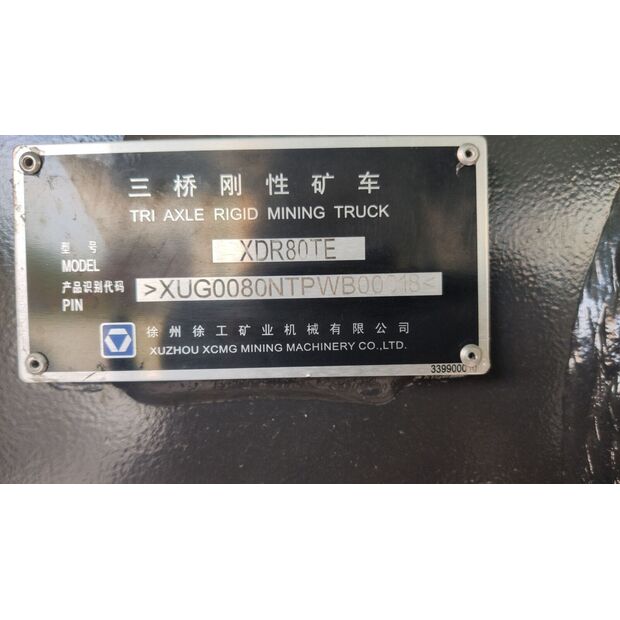 三桥刚性矿车
TRI AXLE RIGID MINING TRUCK
型号
MODEL
XDR80TE
产品识别代码
PIN
>XUG0080NTPWB00018<
徐州徐工矿业机械有限公司
XUZHOU XCMG MINING MACHINERY CO.,LTD.